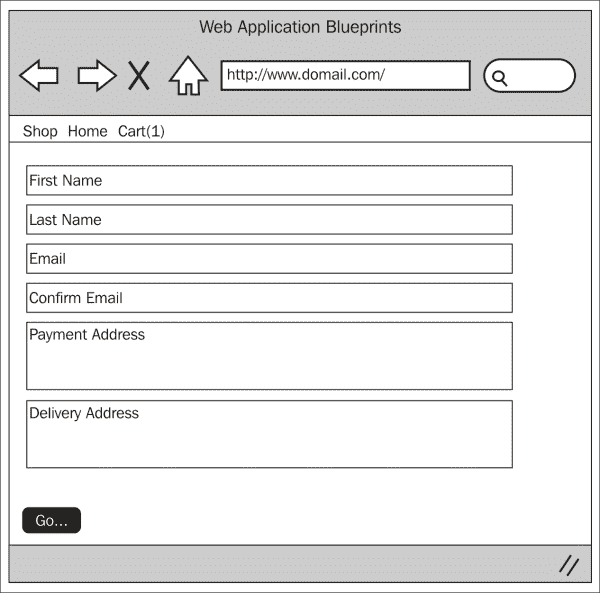 Web Application Blueprints
http://www.domail.com/
Shop Home Cart(1)
First Name
Last Name
Email
Confirm Email
Payment Address
Delivery Address
Go...